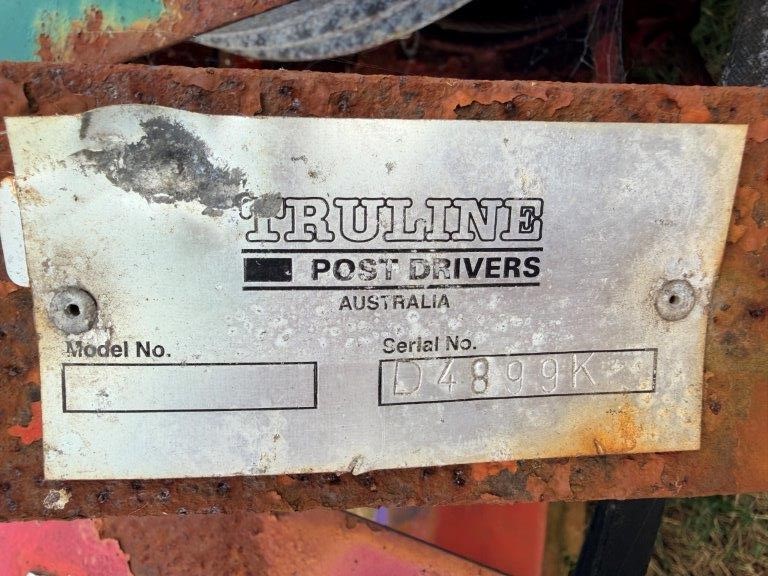 TRULINE
POST DRIVERS
AUSTRALIA
Model No.
Serial No.
D4899K